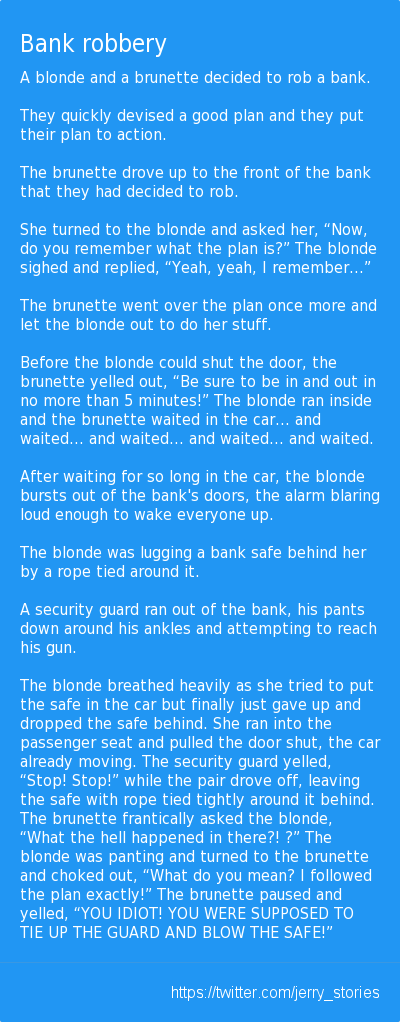 Bank robbery
A blonde and a brunette decided to rob a bank.
They quickly devised a good plan and they put
their plan to action.
The brunette drove up to the front of the bank
that they had decided to rob.
She turned to the blonde and asked her, “Now,
do you remember what the plan is?” The blonde
sighed and replied, “Yeah, yeah, I remember…”
The brunette went over the plan once more and
let the blonde out to do her stuff.
Before the blonde could shut the door, the
brunette yelled out, “Be sure to be in and out in
no more than 5 minutes!” The blonde ran inside
and the brunette waited in the car… and
waited… and waited… and waited… and waited.
After waiting for so long in the car, the blonde
bursts out of the bank's doors, the alarm blaring
loud enough to wake everyone up.
The blonde was lugging a bank safe behind her
by a rope tied around it.
A security guard ran out of the bank, his pants
down around his ankles and attempting to reach
his gun.
The blonde breathed heavily as she tried to put
the safe in the car but finally just gave up and
dropped the safe behind. She ran into the
passenger seat and pulled the door shut, the car
already moving. The security guard yelled,
“Stop! Stop!” while the pair drove off, leaving
the safe with rope tied tightly around it behind.
The brunette frantically asked the blonde,
“What the hell happened in there?! ?” The
blonde was panting and turned to the brunette
and choked out, “What do you mean? I followed
the plan exactly!” The brunette paused and
yelled, “YOU IDIOT! YOU WERE SUPPOSED TO
TIE UP THE GUARD AND BLOW THE SAFE!”
https://twitter.com/jerry_stories